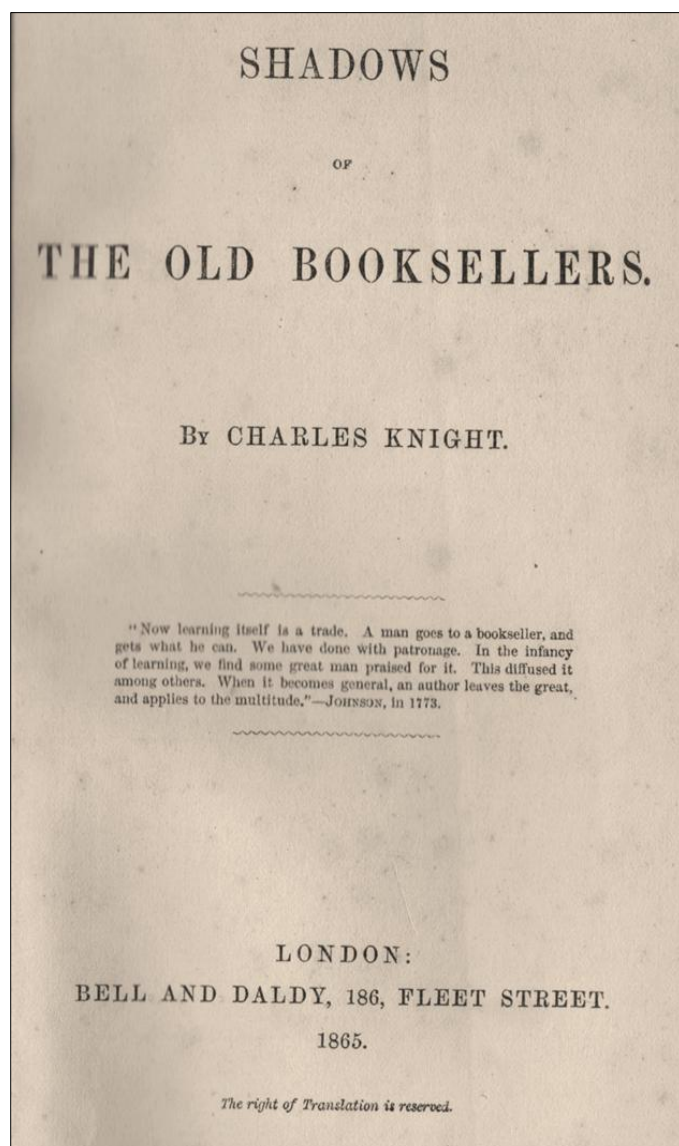 SHADOWS
OF
THE OLD BOOKSELLERS.
BY CHARLES KNIGHT.
"Now learning itself is a trade. A man goes to a bookseller, and
gets what he can. We have done with patronage. In the infancy
of learning, we find some great man praised for it. This diffused it
among others. When it becomes general, an author leaves the great,
and applies to the multitude."—JOHNSON, in 1773.
LONDON:
BELL AND DALDY, 186, FLEET STREET.
1865.
The right of Translation is reserved.